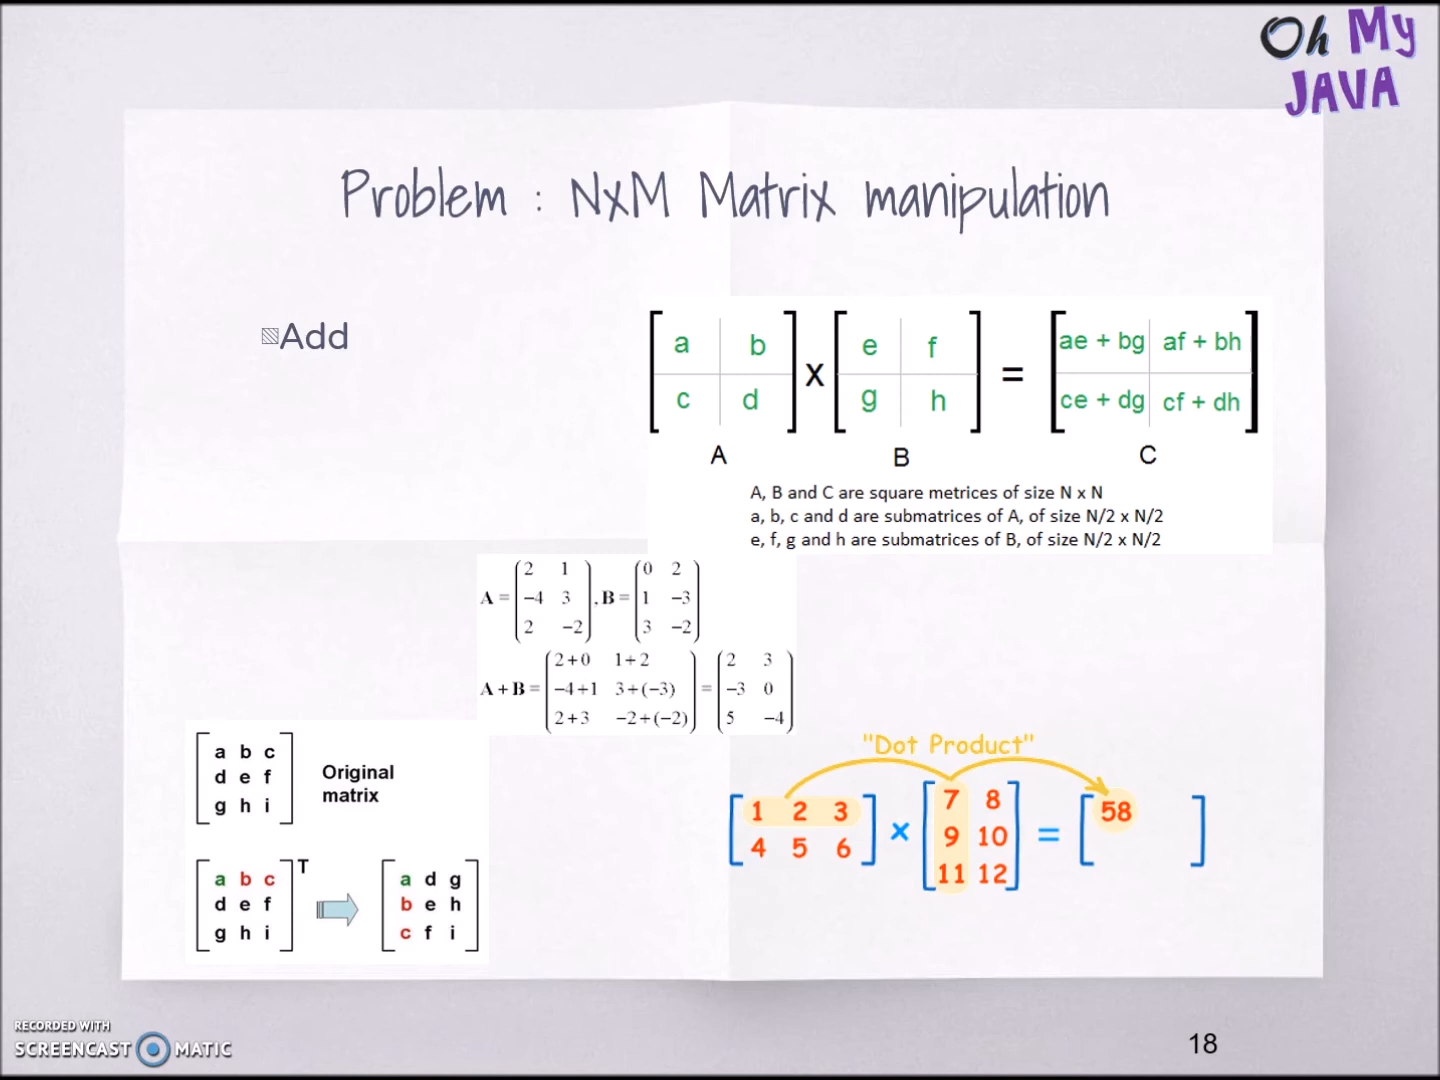 Oh My
JAVA
Problem : NxM Matrix manipulation
Add
a b x e f = ae + bg af + bh
c d g h ce + dg cf + dh
A B C
A, B and C are square metrices of size N x N
a, b, c and d are submatrices of A, of size N/2 x N/2
e, f, g and h are submatrices of B, of size N/2 x N/2
2 1 0 2
A = −4 3 , B = 1 −3
2 −2 3 −2
2+0 1+2 2 3
A + B = −4+1 3+(−3) = −3 0
2+3 −2+(−2) 5 −4
a b c
d e f
g h i
Original
matrix
a b c T a d g
d e f b e h
g h i c f i
"Dot Product"
1 2 3 × 7 8 = 58
4 5 6 9 10
11 12
RECORDED WITH
SCREENCAST MATIC
18